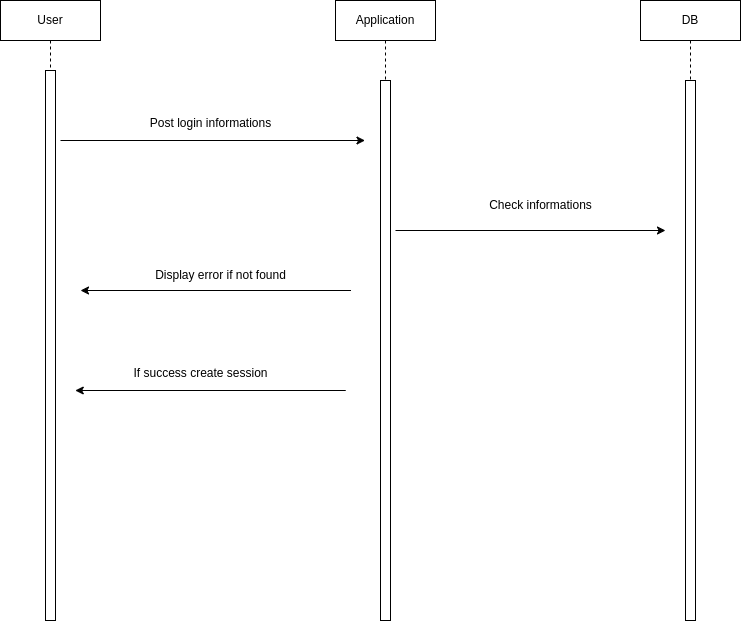 User
Application
DB
Post login informations
Check informations
Display error if not found
If success create session